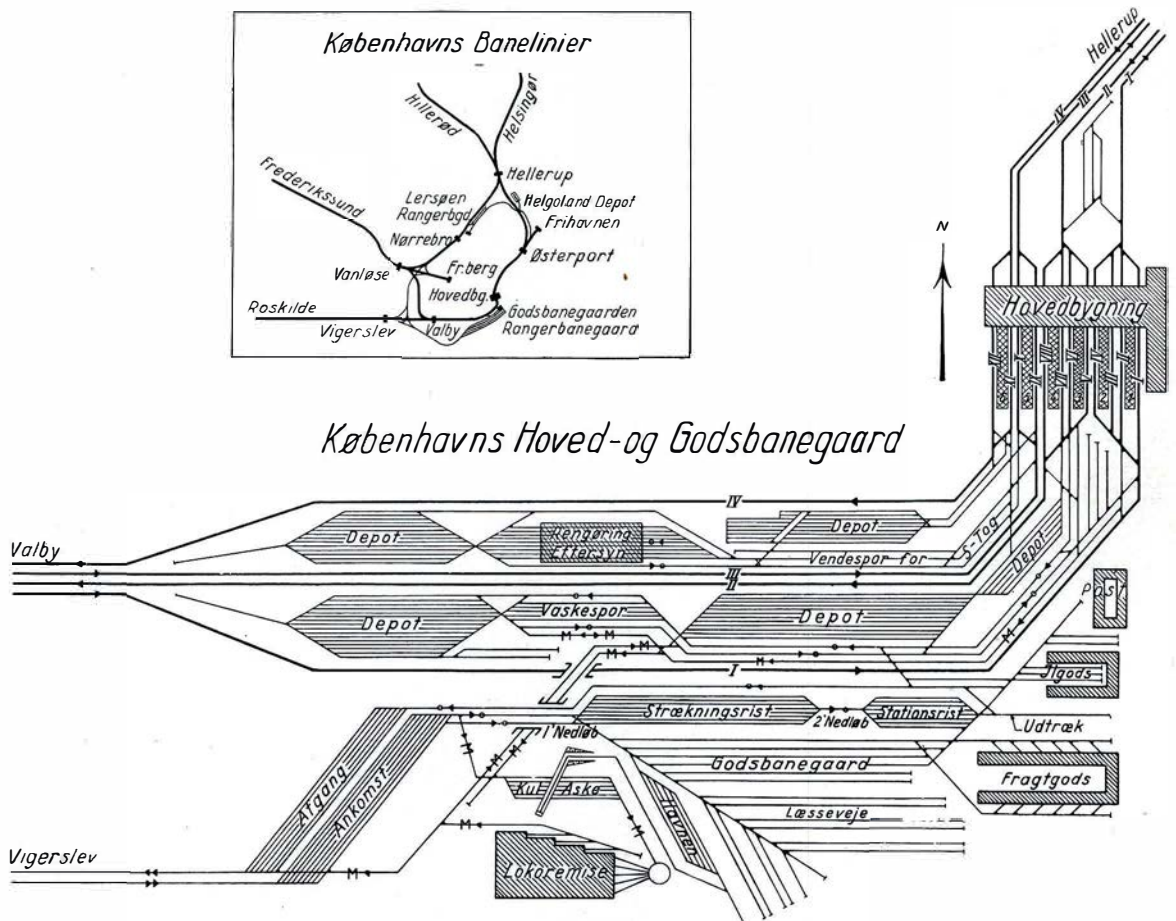 Københavns Banelinier
Hillerød
Helsingør
Frederikssund
Hellerup
Lersøen
Rangerbgd.
Helgoland Depot
Frihavnen
Nørrebro
Østerport
Vanløse
Fr.berg
Hovedbg.
Roskilde
Vigerslev
Valby
Godsbanegaarden
Rangerbanegaard
Hellerup
IV
III
II
I
N
Hovedbygning
Københavns Hoved-og Godsbanegaard
IV
Valby
Depot
Rengøring
Eftersyn
Depot
Vendespor for
S-Tog
Depot
III
II
Depot
Vaskespor
Depot
Post
M
M
M
M
M
M
I
Ilgods
Strækningsrist
2'Nedløb
Stationsrist
Udtræk
1'Nedløb
M
M
M
Godsbanegaard
Fragtgods
Afgang
Ankomst
Kul
Aske
Havnen
Læsseveje
M
M
Vigerslev
M
Lokoremise